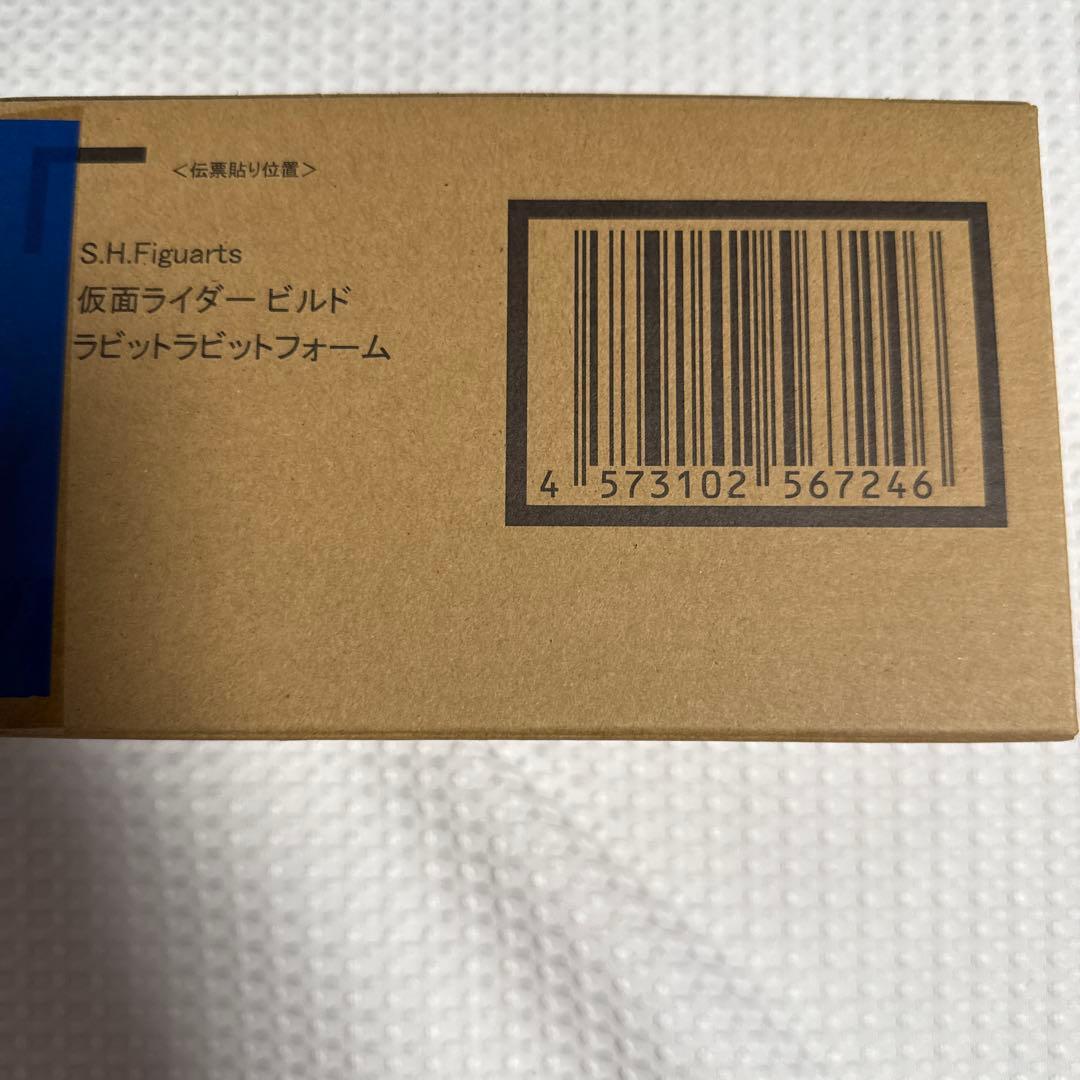 ＜伝票貼り位置＞
S.H.Figuarts
仮面ライダー ビルド
ラビットラビットフォーム
4 573102 567246